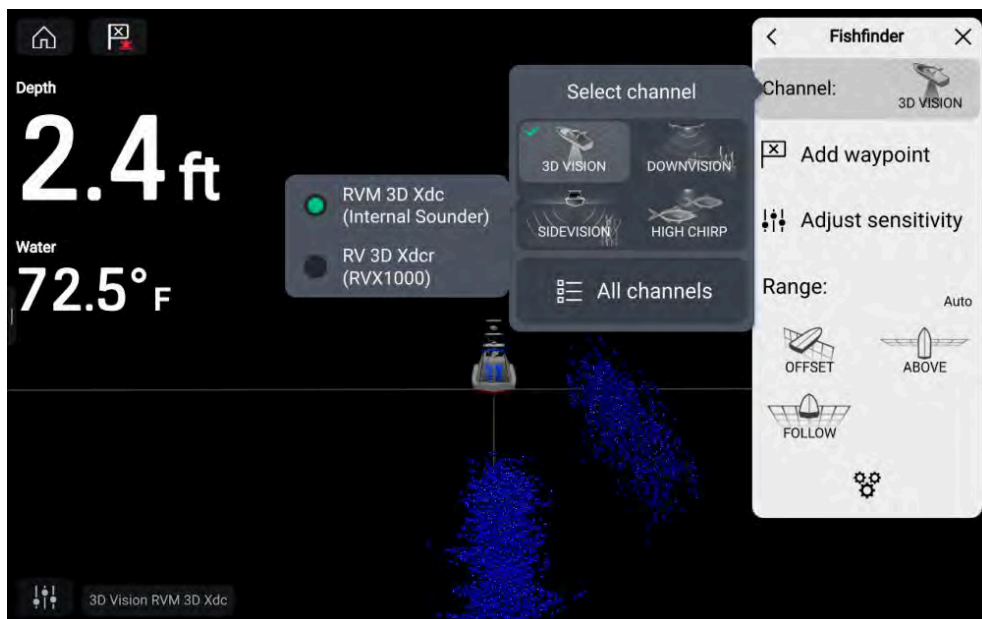 Depth
2.4 ft
Water
72.5° F
RVM 3D Xdc
(Internal Sounder)
RV 3D Xdcr
(RVX1000)
Select channel
3D VISION
DOWNVISION
SIDEVISION
HIGH CHIRP
All channels
Fishfinder
Channel:
3D VISION
Add waypoint
Adjust sensitivity
Range:
Auto
OFFSET
ABOVE
FOLLOW
3D Vision RVM 3D Xdc